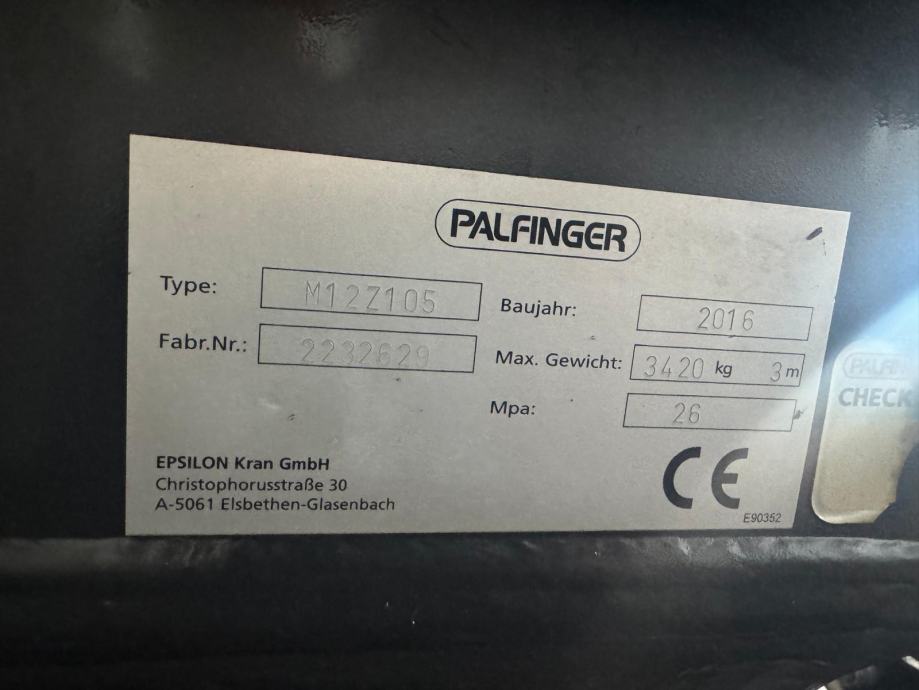 PALFINGER
Type: M12Z105
Baujahr: 2016
Fabr.Nr.: 2232629
Max. Gewicht: 3420 kg 3 m
Mpa: 26
EPSILON Kran GmbH
Christophorusstraße 30
A-5061 Elsbethen-Glasenbach
CE
E90352
CHECK